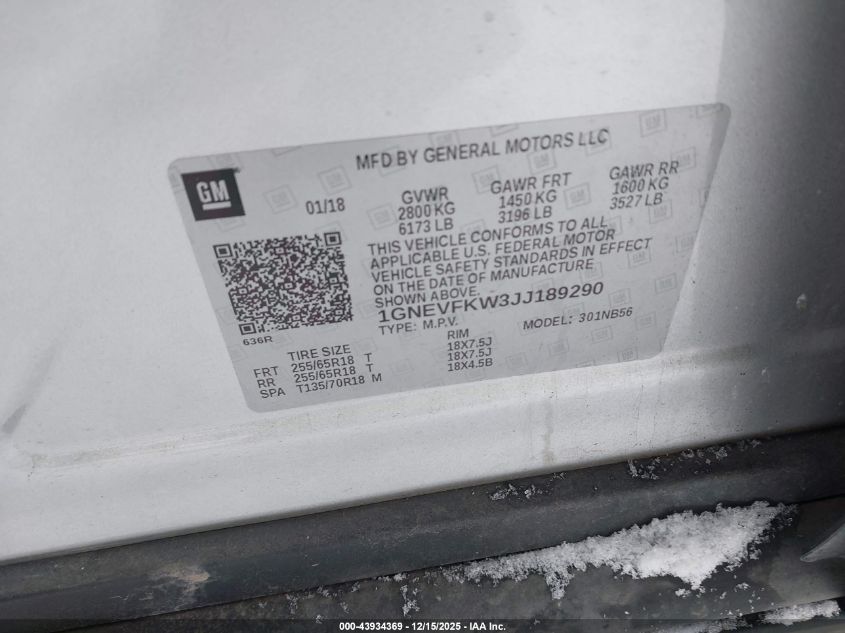 MFD BY GENERAL MOTORS LLC
GM
01/18
GVWR
2800 KG
6173 LB
GAWR FRT
1450 KG
3196 LB
GAWR RR
1600 KG
3527 LB
THIS VEHICLE CONFORMS TO ALL
APPLICABLE U.S. FEDERAL MOTOR
VEHICLE SAFETY STANDARDS IN EFFECT
ON THE DATE OF MANUFACTURE
SHOWN ABOVE.
1GNEVFKW3JJ189290
TYPE: M.P.V. MODEL: 301NB56
636R
TIRE SIZE RIM
FRT 255/65R18 T 18X7.5J
RR 255/65R18 T 18X7.5J
SPA T135/70R18 M 18X4.5B
000-43934369 - 12/15/2025 - IAA Inc.